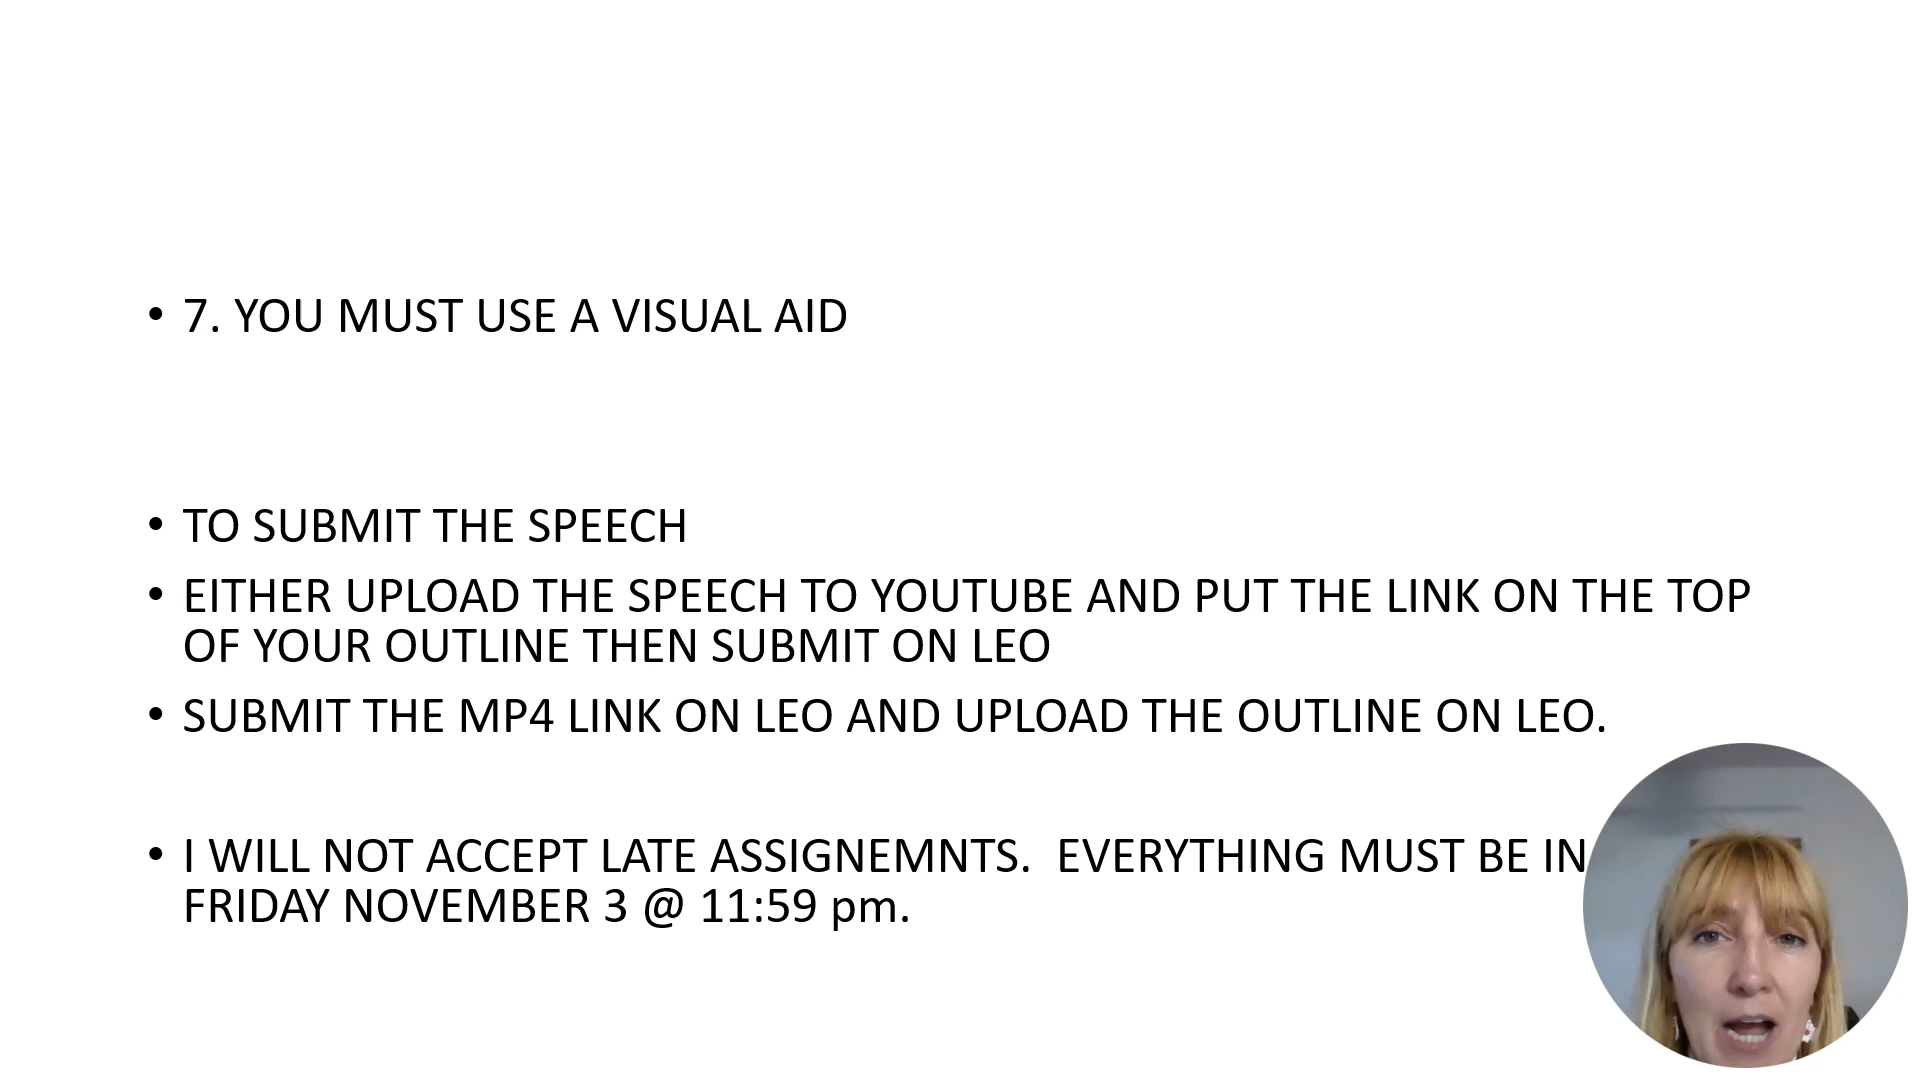 • 7. YOU MUST USE A VISUAL AID
• TO SUBMIT THE SPEECH
• EITHER UPLOAD THE SPEECH TO YOUTUBE AND PUT THE LINK ON THE TOP
OF YOUR OUTLINE THEN SUBMIT ON LEO
• SUBMIT THE MP4 LINK ON LEO AND UPLOAD THE OUTLINE ON LEO.
• I WILL NOT ACCEPT LATE ASSIGNEMNTS.  EVERYTHING MUST BE IN
FRIDAY NOVEMBER 3 @ 11:59 pm.